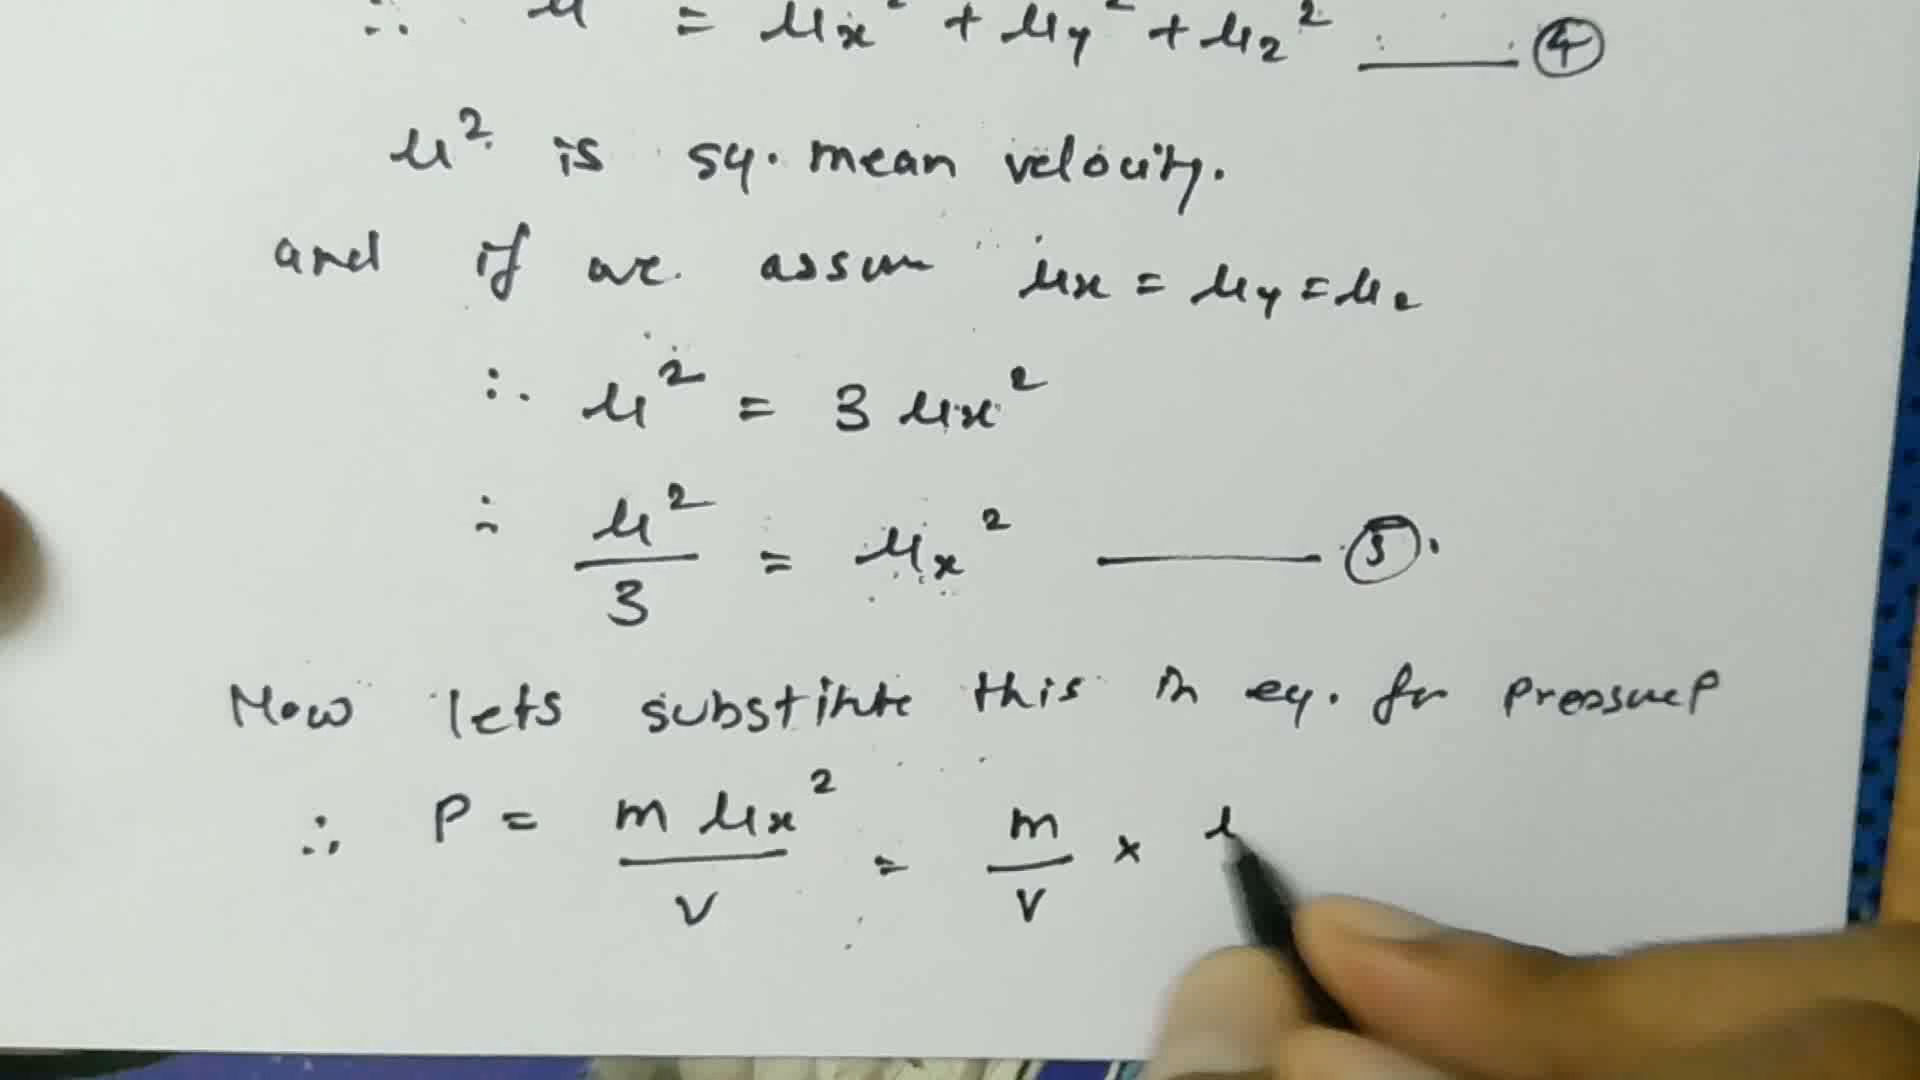 ∴ u² = ux² + uy² + uz² —— ④
u² is sq. mean velocity.
and if we assum ux = uy = uz
∴ u² = 3 ux²
∴ u²/3 = ux² —— ⑤.
Now lets substitute this in eq. for pressure P
∴ P = m ux²/V = m/V ×